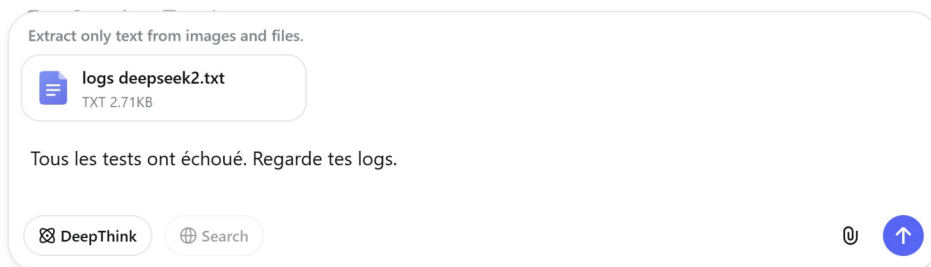 Extract only text from images and files.
logs deepseek2.txt
TXT 2.71KB
Tous les tests ont échoué. Regarde tes logs.
DeepThink
Search